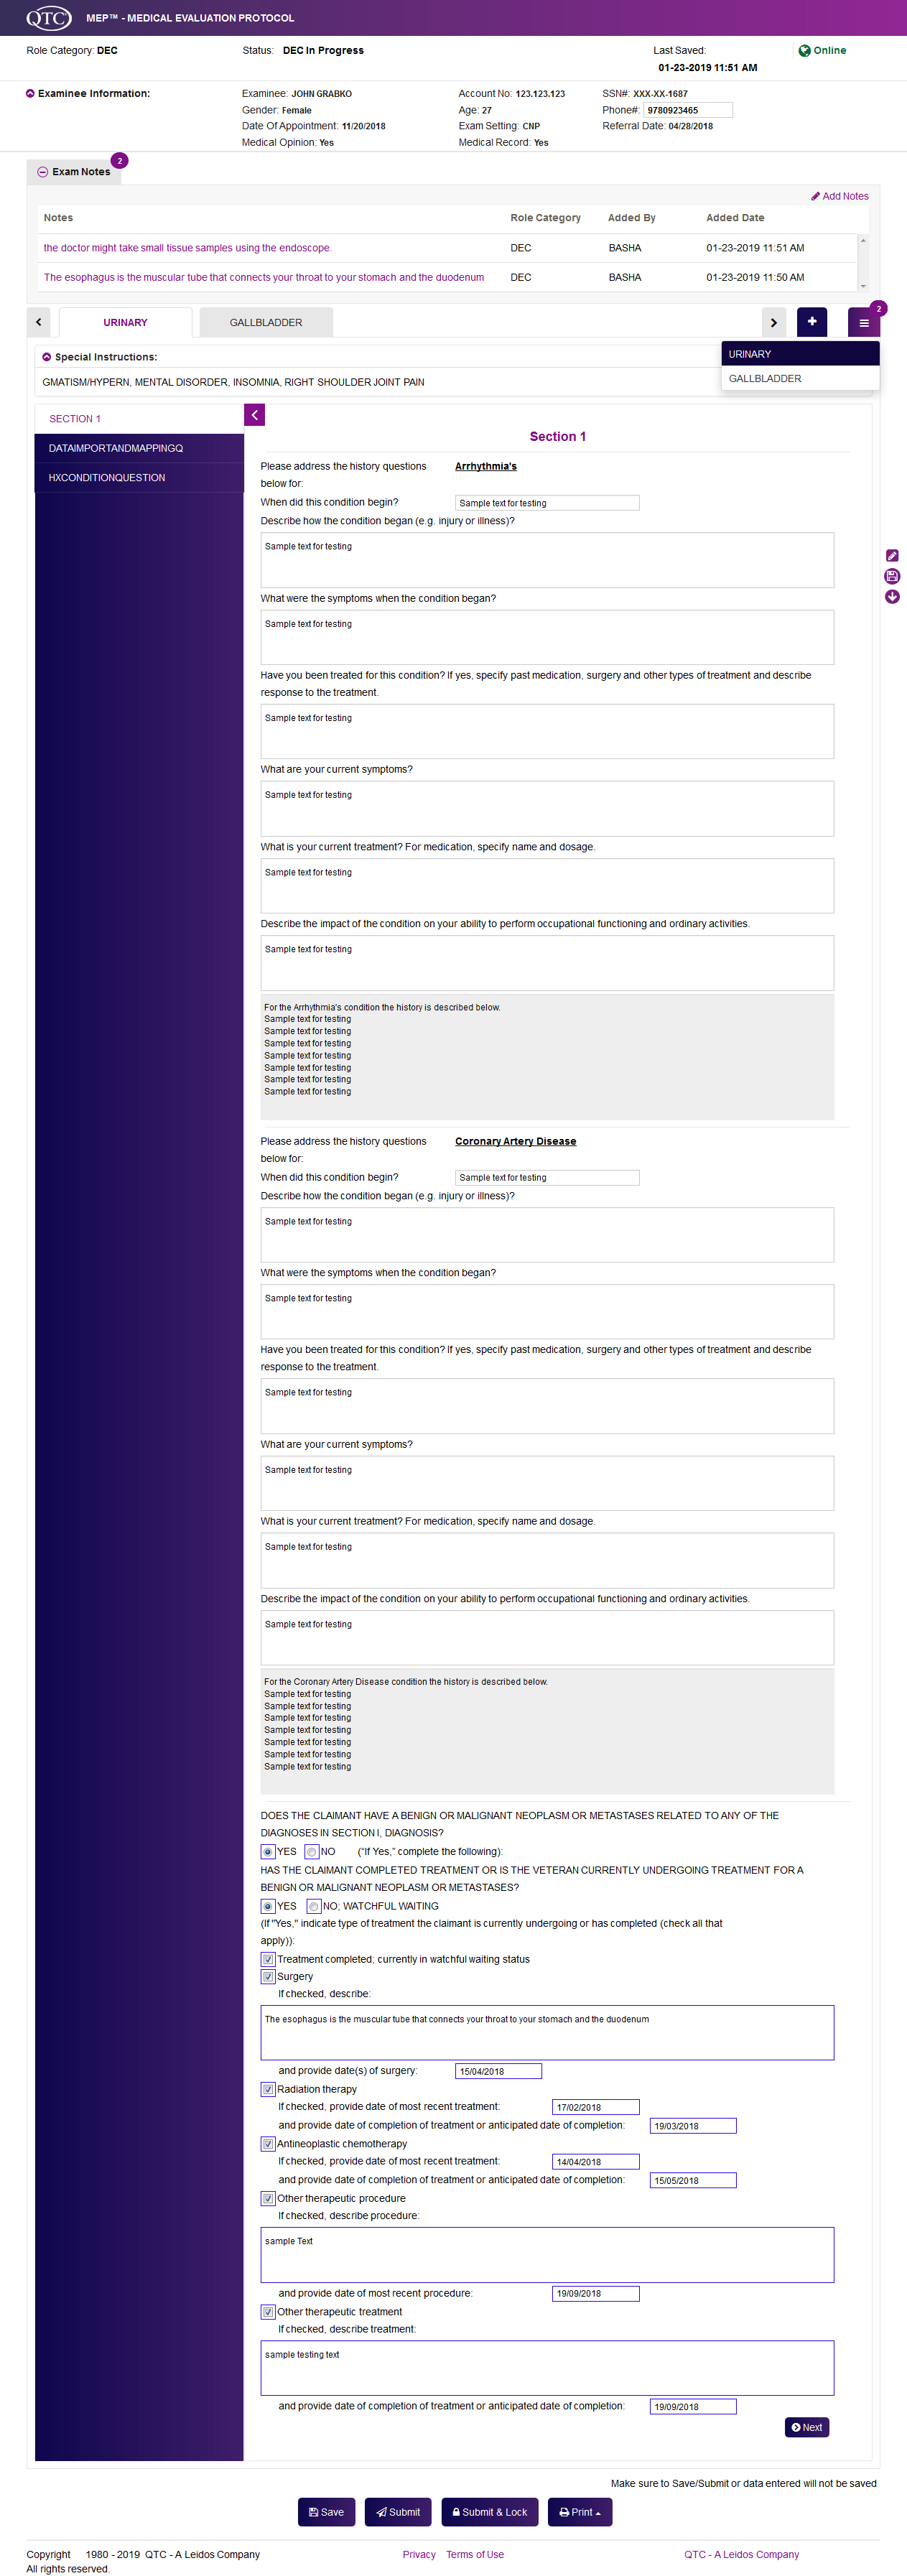 QTC MEP™ - MEDICAL EVALUATION PROTOCOL
Role Category: DEC Status: DEC In Progress Last Saved: Online
01-23-2019 11:51 AM
Examinee Information: Examinee: JOHN GRABKO Account No: 123.123.123 SSN#: XXX-XX-1687
Gender: Female Age: 27 Phone#: 9780923465
Date Of Appointment: 11/20/2018 Exam Setting: CNP Referral Date: 04/28/2018
Medical Opinion: Yes Medical Record: Yes
Exam Notes 2
Add Notes
Notes Role Category Added By Added Date
the doctor might take small tissue samples using the endoscope. DEC BASHA 01-23-2019 11:51 AM
The esophagus is the muscular tube that connects your throat to your stomach and the duodenum DEC BASHA 01-23-2019 11:50 AM
URINARY GALLBLADDER 2
Special Instructions: URINARY
GMATISM/HYPERN, MENTAL DISORDER, INSOMNIA, RIGHT SHOULDER JOINT PAIN GALLBLADDER
SECTION 1
DATAIMPORTANDMAPPINGQ
HXCONDITIONQUESTION
Section 1
Please address the history questions Arrhythmia's
below for:
When did this condition begin? Sample text for testing
Describe how the condition began (e.g. injury or illness)?
Sample text for testing
What were the symptoms when the condition began?
Sample text for testing
Have you been treated for this condition? If yes, specify past medication, surgery and other types of treatment and describe
response to the treatment.
Sample text for testing
What are your current symptoms?
Sample text for testing
What is your current treatment? For medication, specify name and dosage.
Sample text for testing
Describe the impact of the condition on your ability to perform occupational functioning and ordinary activities.
Sample text for testing
For the Arrhythmia's condition the history is described below.
Sample text for testing
Sample text for testing
Sample text for testing
Sample text for testing
Sample text for testing
Sample text for testing
Sample text for testing
Please address the history questions Coronary Artery Disease
below for:
When did this condition begin? Sample text for testing
Describe how the condition began (e.g. injury or illness)?
Sample text for testing
What were the symptoms when the condition began?
Sample text for testing
Have you been treated for this condition? If yes, specify past medication, surgery and other types of treatment and describe
response to the treatment.
Sample text for testing
What are your current symptoms?
Sample text for testing
What is your current treatment? For medication, specify name and dosage.
Sample text for testing
Describe the impact of the condition on your ability to perform occupational functioning and ordinary activities.
Sample text for testing
For the Coronary Artery Disease condition the history is described below.
Sample text for testing
Sample text for testing
Sample text for testing
Sample text for testing
Sample text for testing
Sample text for testing
Sample text for testing
DOES THE CLAIMANT HAVE A BENIGN OR MALIGNANT NEOPLASM OR METASTASES RELATED TO ANY OF THE
DIAGNOSES IN SECTION I, DIAGNOSIS?
YES NO ("If Yes," complete the following):
HAS THE CLAIMANT COMPLETED TREATMENT OR IS THE VETERAN CURRENTLY UNDERGOING TREATMENT FOR A
BENIGN OR MALIGNANT NEOPLASM OR METASTASES?
YES NO; WATCHFUL WAITING
(If "Yes," indicate type of treatment the claimant is currently undergoing or has completed (check all that
apply)):
Treatment completed; currently in watchful waiting status
Surgery
If checked, describe:
The esophagus is the muscular tube that connects your throat to your stomach and the duodenum
and provide date(s) of surgery: 15/04/2018
Radiation therapy
If checked, provide date of most recent treatment: 17/02/2018
and provide date of completion of treatment or anticipated date of completion: 19/03/2018
Antineoplastic chemotherapy
If checked, provide date of most recent treatment: 14/04/2018
and provide date of completion of treatment or anticipated date of completion: 15/05/2018
Other therapeutic procedure
If checked, describe procedure:
sample Text
and provide date of most recent procedure: 19/09/2018
Other therapeutic treatment
If checked, describe treatment:
sample testing text
and provide date of completion of treatment or anticipated date of completion: 19/09/2018
Next
Make sure to Save/Submit or data entered will not be saved
Save Submit Submit & Lock Print
Copyright 1980 - 2019 QTC - A Leidos Company Privacy Terms of Use QTC - A Leidos Company
All rights reserved.